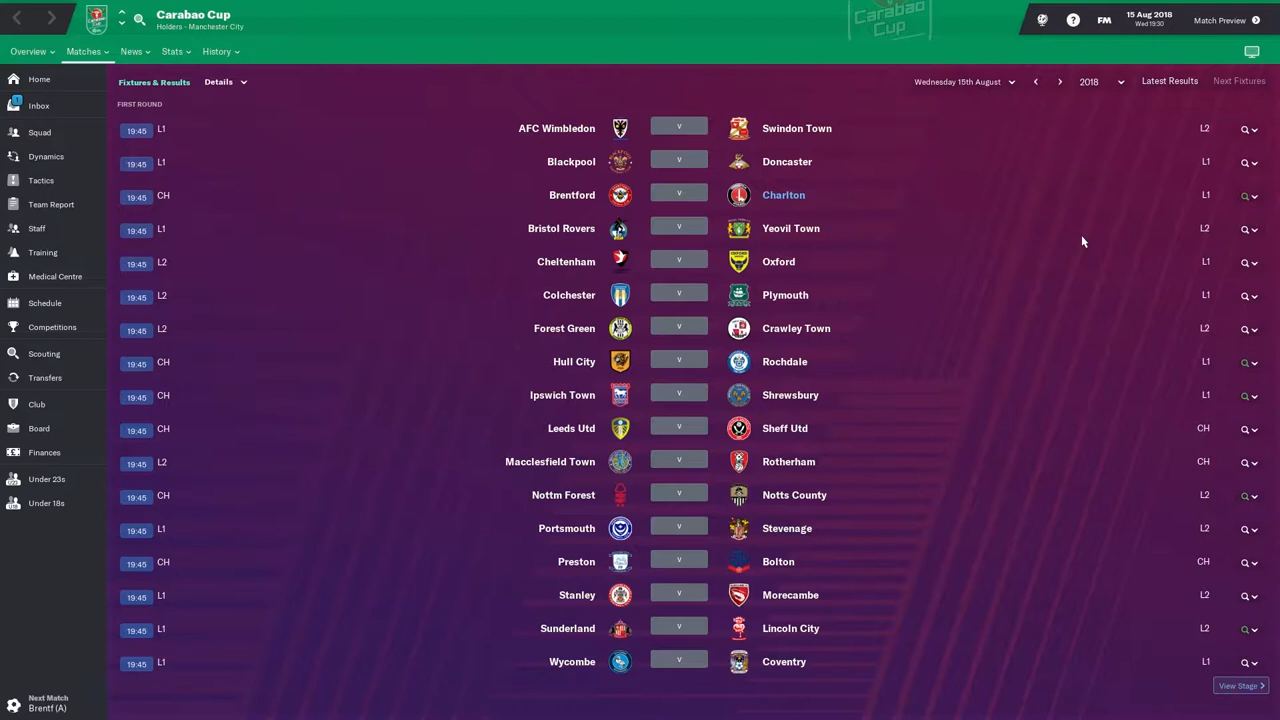 Carabao Cup
Holders - Manchester City
Carabao Cup
FM
15 Aug 2018
Wed 19:30
Match Preview
Overview
Matches
News
Stats
History
Home
1
Inbox
Squad
Dynamics
Tactics
Team Report
Staff
Training
Medical Centre
Schedule
Competitions
Scouting
Transfers
Club
Board
Finances
U23
Under 23s
U18
Under 18s
Next Match
Brentf (A)
Fixtures & Results
Details
Wednesday 15th August
2018
Latest Results
Next Fixtures
FIRST ROUND
19:45 L1 AFC Wimbledon v Swindon Town L2
19:45 L1 Blackpool v Doncaster L1
19:45 CH Brentford v Charlton L1
19:45 L1 Bristol Rovers v Yeovil Town L2
19:45 L2 Cheltenham v Oxford L1
19:45 L2 Colchester v Plymouth L1
19:45 L2 Forest Green v Crawley Town L2
19:45 CH Hull City v Rochdale L1
19:45 CH Ipswich Town v Shrewsbury L1
19:45 CH Leeds Utd v Sheff Utd CH
19:45 L2 Macclesfield Town v Rotherham CH
19:45 CH Nottm Forest v Notts County L2
19:45 L1 Portsmouth v Stevenage L2
19:45 CH Preston v Bolton CH
19:45 L1 Stanley v Morecambe L2
19:45 L1 Sunderland v Lincoln City L2
19:45 L1 Wycombe v Coventry L1
View Stage